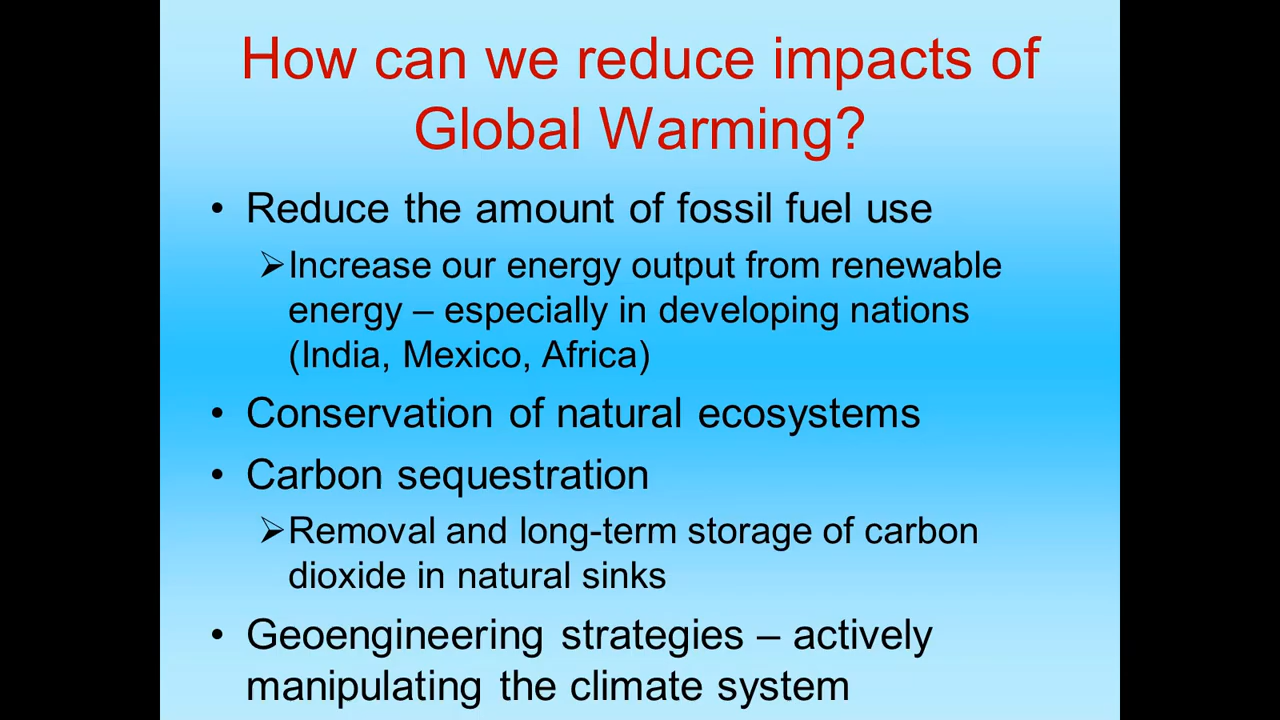 How can we reduce impacts of
Global Warming?
• Reduce the amount of fossil fuel use
➢Increase our energy output from renewable
energy – especially in developing nations
(India, Mexico, Africa)
• Conservation of natural ecosystems
• Carbon sequestration
➢Removal and long-term storage of carbon
dioxide in natural sinks
• Geoengineering strategies – actively
manipulating the climate system